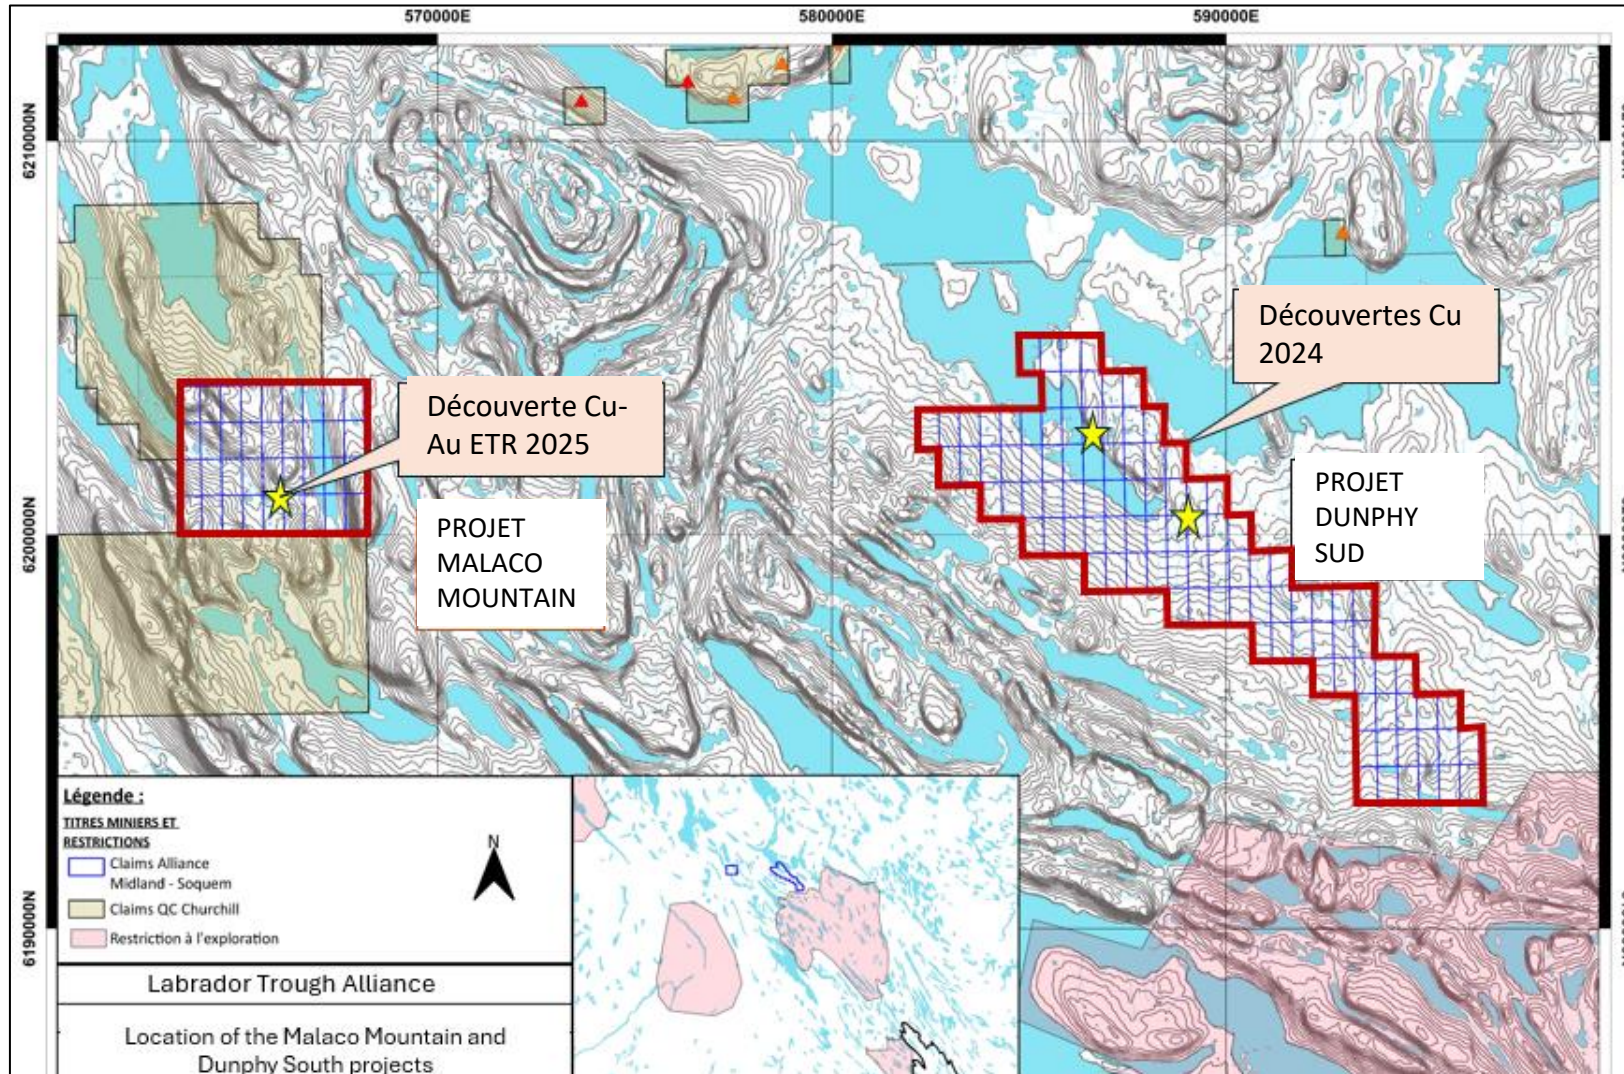 570000E
580000E
590000E
6210000N
6200000N
6190000N
Découvertes Cu
2024
Découverte Cu-
Au ETR 2025
PROJET
MALACO
MOUNTAIN
PROJET
DUNPHY
SUD
Légende :
TITRES MINIERS ET
RESTRICTIONS
Claims Alliance
Midland - Soquem
Claims QC Churchill
Restriction à l'exploration
N
Labrador Trough Alliance
Location of the Malaco Mountain and
Dunphy South projects